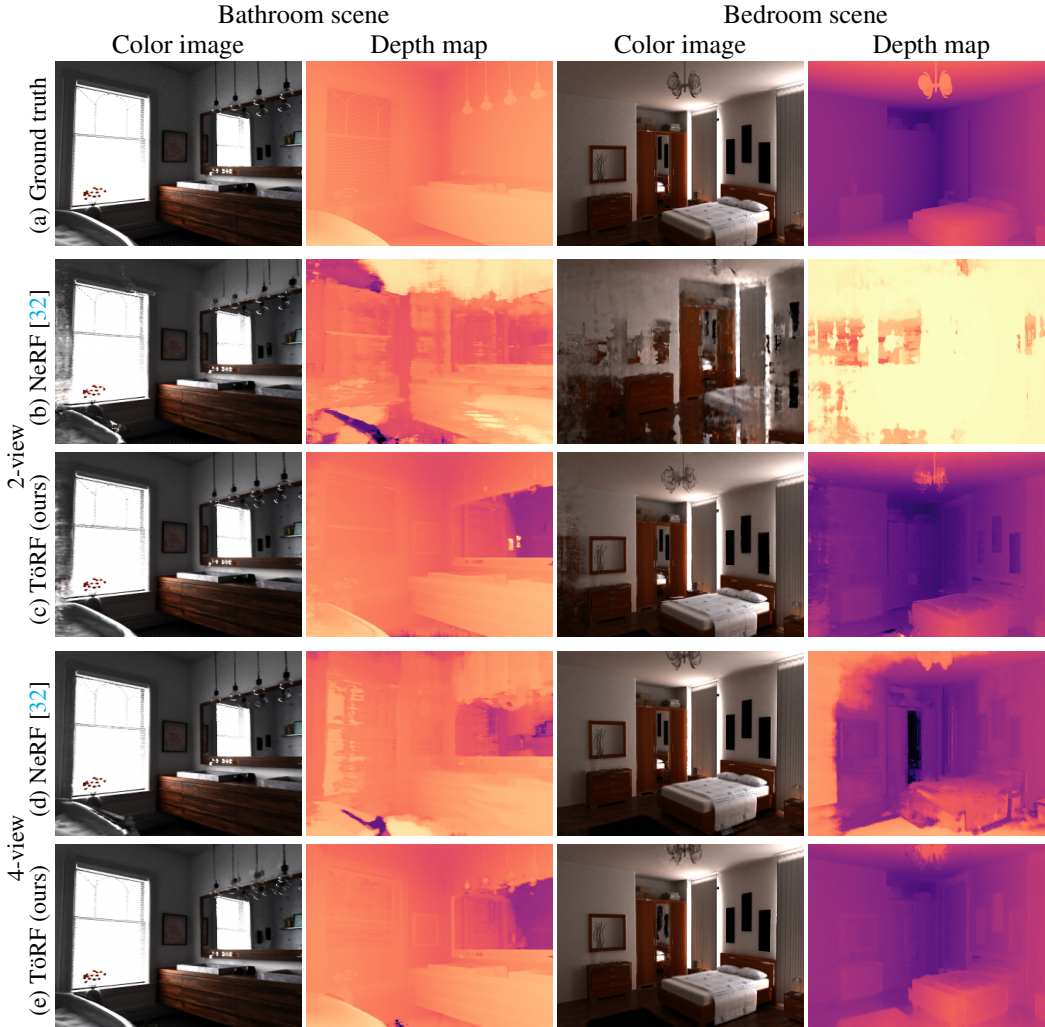 Bathroom scene
Bedroom scene
Color image
Depth map
Color image
Depth map
(a) Ground truth
2-view
(b) NeRF [32]
(c) TöRF (ours)
4-view
(d) NeRF [32]
(e) TöRF (ours)